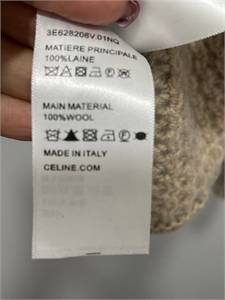 3E628206V.01NG
MATIERE PRINCIPALE
100%LAINE
MAIN MATERIAL
100%WOOL
MADE IN ITALY
CELINE.COM